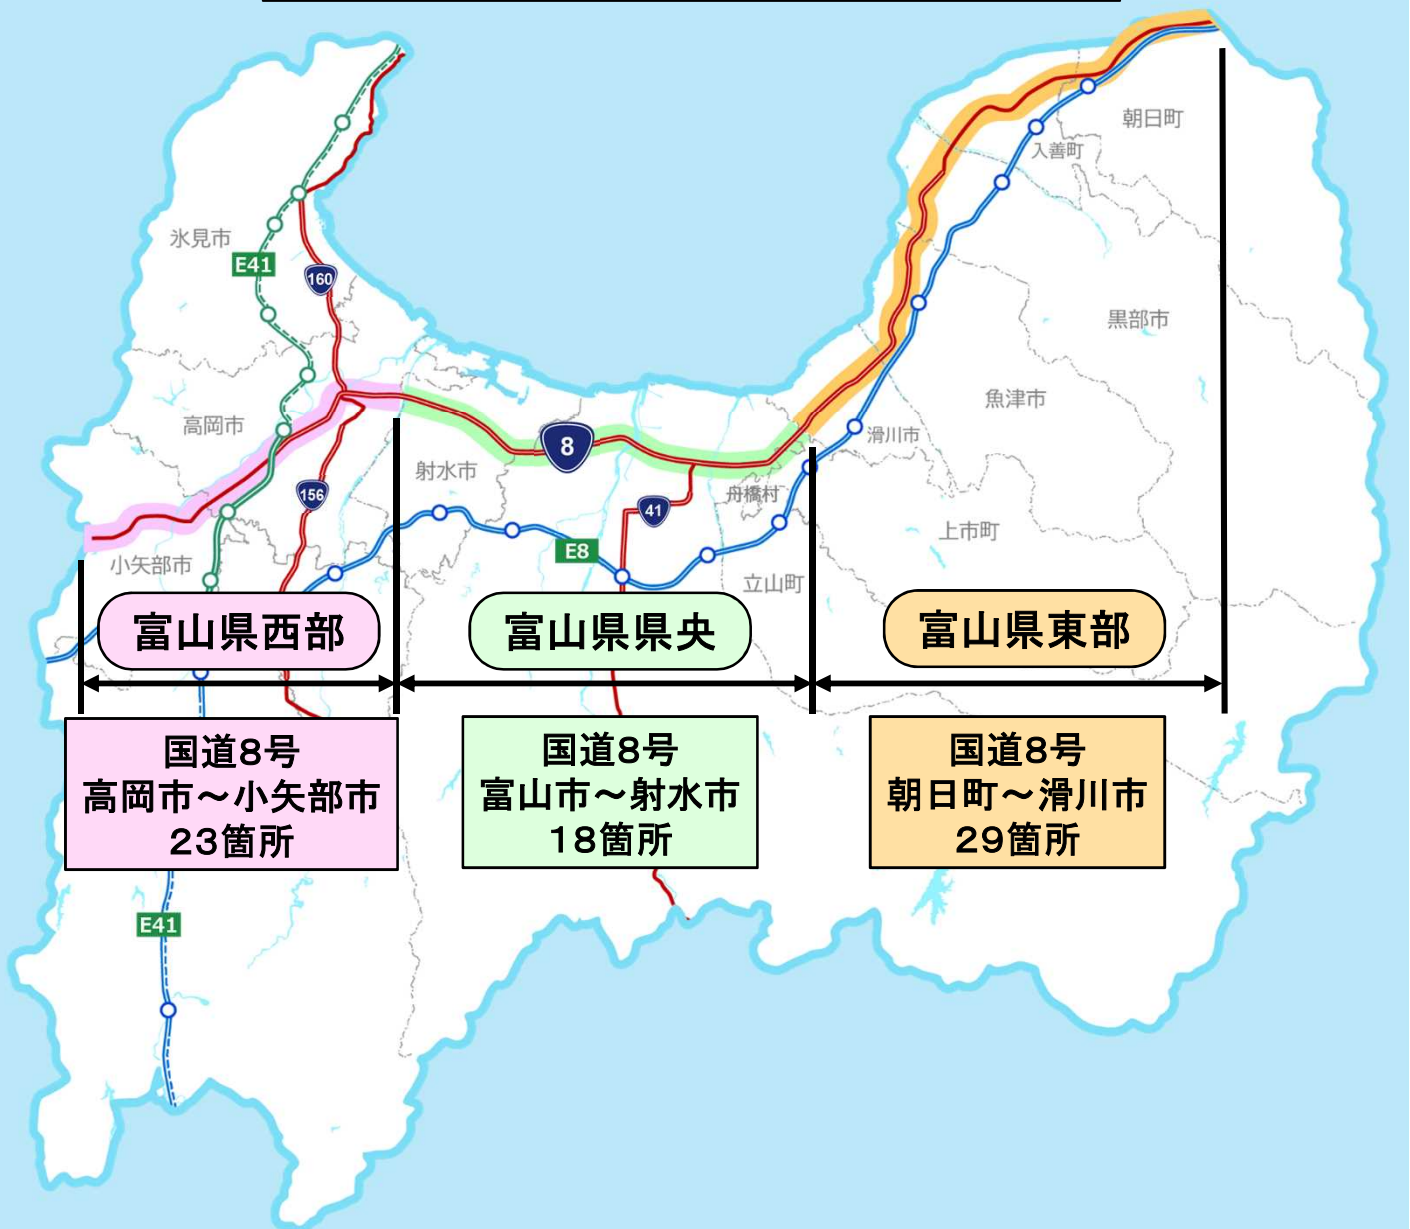 朝日町
入善町
氷見市
E41
160
黒部市
魚津市
高岡市
滑川市
8
射水市
156
舟橋村
41
上市町
E8
小矢部市
立山町
富山県西部
富山県県央
富山県東部
国道8号
高岡市～小矢部市
23箇所
国道8号
富山市～射水市
18箇所
国道8号
朝日町～滑川市
29箇所
E41